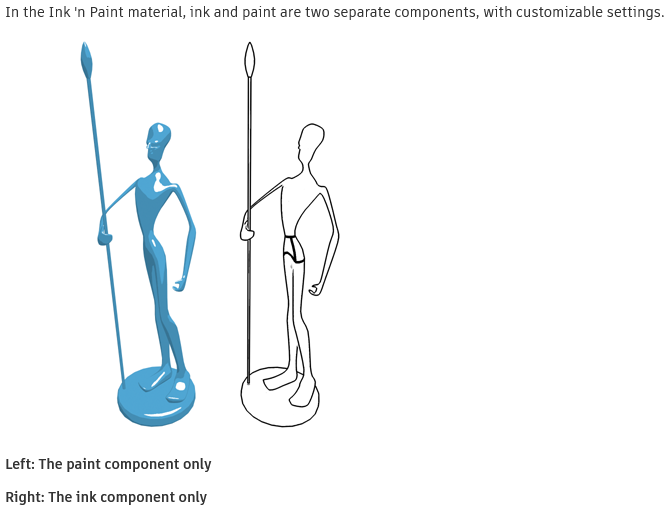 In the Ink 'n Paint material, ink and paint are two separate components, with customizable settings.
Left: The paint component only
Right: The ink component only